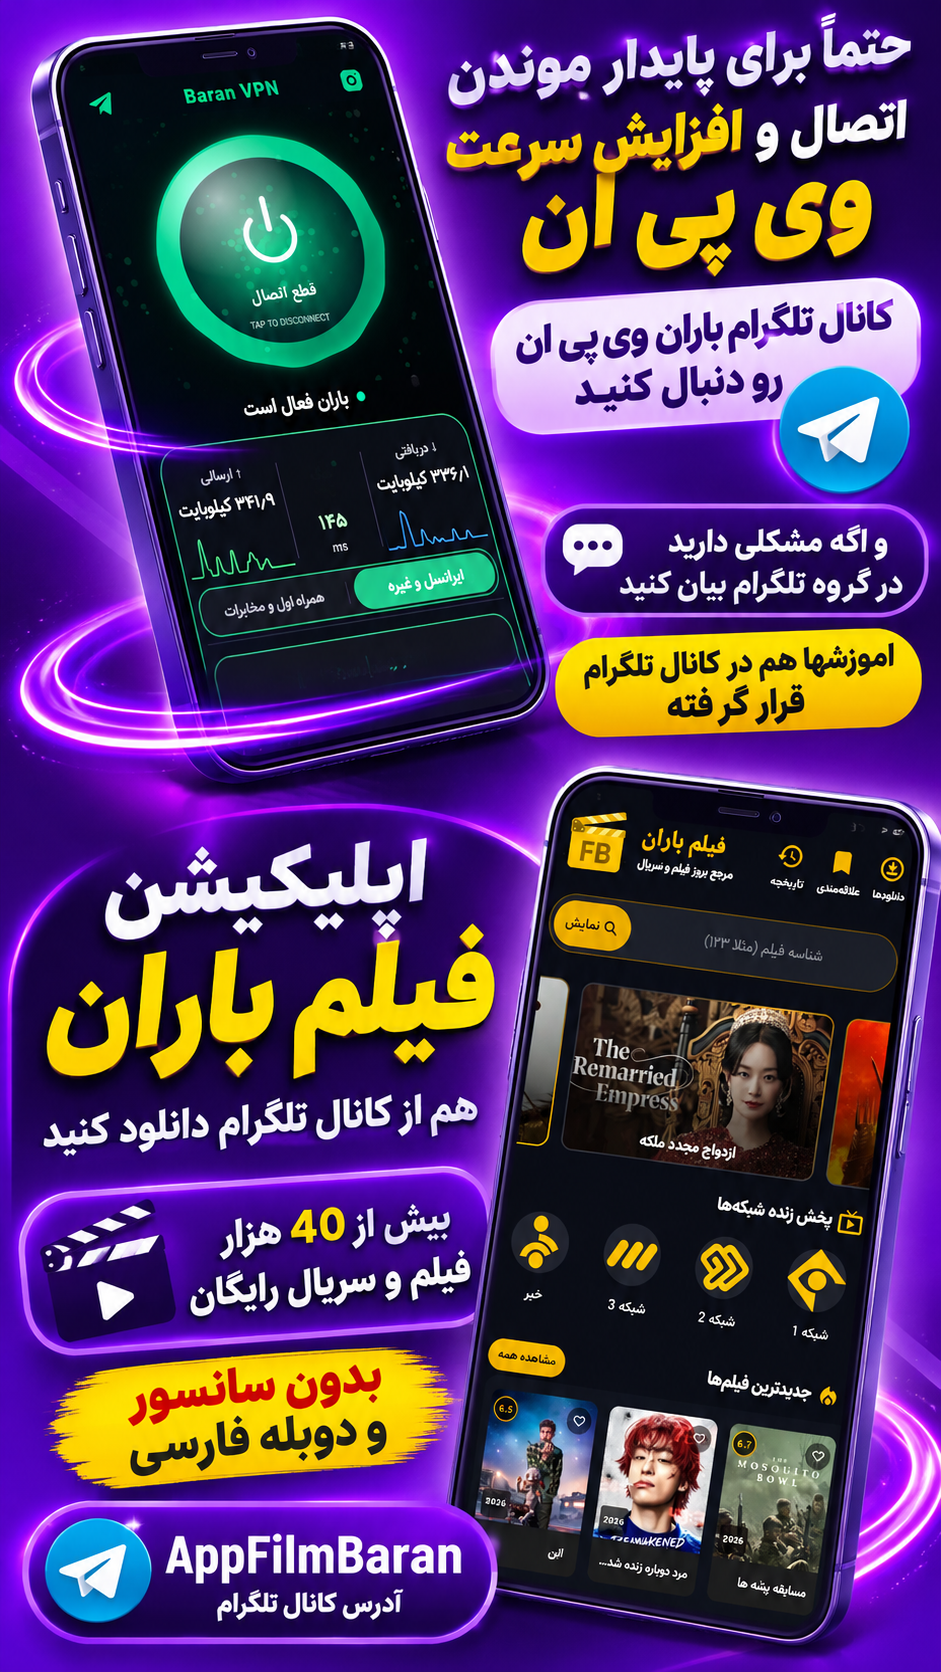 حتماً برای پایدار موندن
اتصال و افزایش سرعت
وی پی ان
کانال تلگرام باران وی پی ان
رو دنبال کنید
و اگه مشکلی دارید
در گروه تلگرام بیان کنید
اموزشها هم در کانال تلگرام
قرار گر فته
Baran VPN
قطع اتصال
TAP TO DISCONNECT
باران فعال است
↓ دریافتی
↑ ارسالی
۳۳۶٫۱ کیلوبایت
۳۴۱٫۹ کیلوبایت
۱۴۵
ms
ایرانسل و غیره
همراه اول و مخابرات
اپلیکیشن
فیلم باران
هم از کانال تلگرام دانلود کنید
بیش از 40 هزار
فیلم و سریال رایگان
بدون سانسور
و دوبله فارسی
AppFilmBaran
آدرس کانال تلگرام
FB
فیلم باران
مرجع بروز فیلم و سریال
دانلودها
علاقه‌مندی
تاریخچه
شناسه فیلم (مثلا ۱۲۳)
نمایش
The
Remarried
Empress
ازدواج مجدد ملکه
پخش زنده شبکه‌ها
شبکه 1
شبکه 2
شبکه 3
خبر
جدیدترین فیلم‌ها
مشاهده همه
6.7
THE
MOSQUITO
BOWL
2026
مسابقه پشه ها
2026
مرد دوباره زنده شد...
6.5
2026